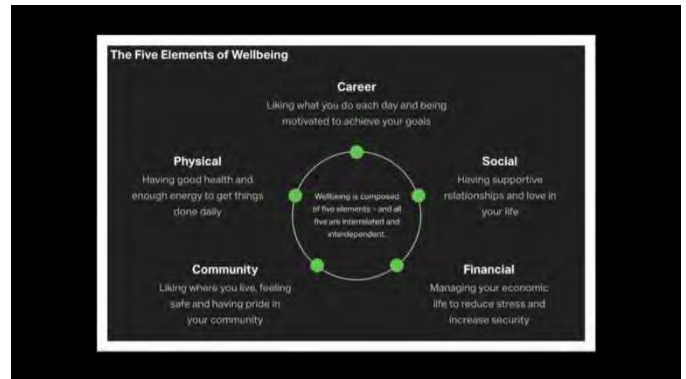 The Five Elements of Wellbeing
Career
Liking what you do each day and being
motivated to achieve your goals
Physical
Having good health and
enough energy to get things
done daily
Social
Having supportive
relationships and love in
your life
Wellbeing is composed
of five elements – and all
five are interrelated and
interdependent.
Community
Liking where you live, feeling
safe and having pride in
your community
Financial
Managing your economic
life to reduce stress and
increase security